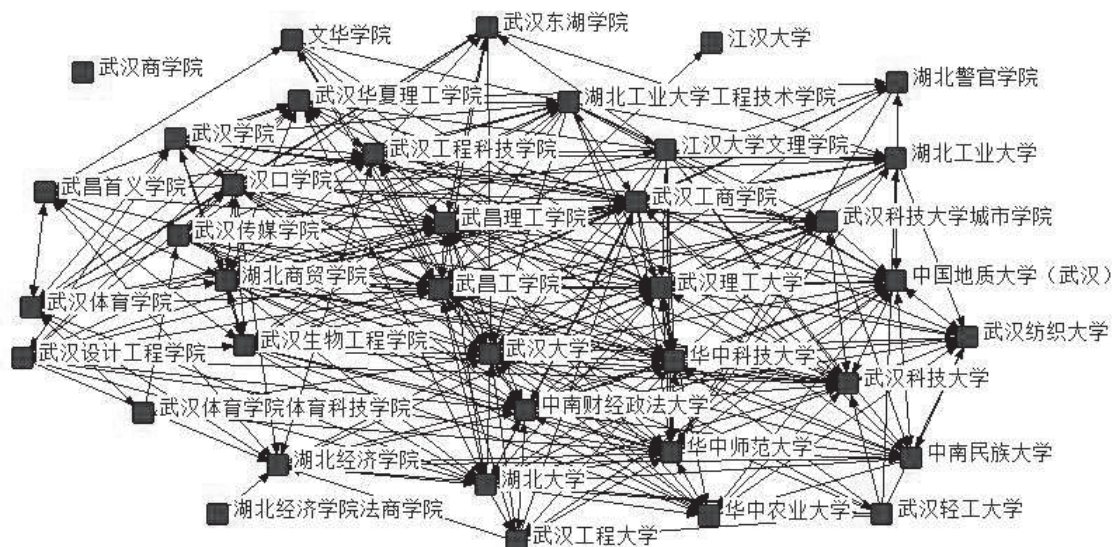 文华学院
武汉东湖学院
江汉大学
武汉商学院
湖北警官学院
武汉华夏理工学院
湖北工业大学工程技术学院
武汉学院
武汉工程科技学院
江汉大学文理学院
湖北工业大学
武昌首义学院
汉口学院
武汉工商学院
武昌理工学院
武汉科技大学城市学院
武汉传媒学院
湖北商贸学院
武昌工学院
武汉理工大学
中国地质大学（武汉）
武汉体育学院
武汉纺织大学
武汉设计工程学院
武汉生物工程学院
武汉大学
华中科技大学
武汉科技大学
武汉体育学院体育科技学院
中南财经政法大学
华中师范大学
中南民族大学
湖北经济学院
湖北大学
湖北经济学院法商学院
华中农业大学
武汉轻工大学
武汉工程大学